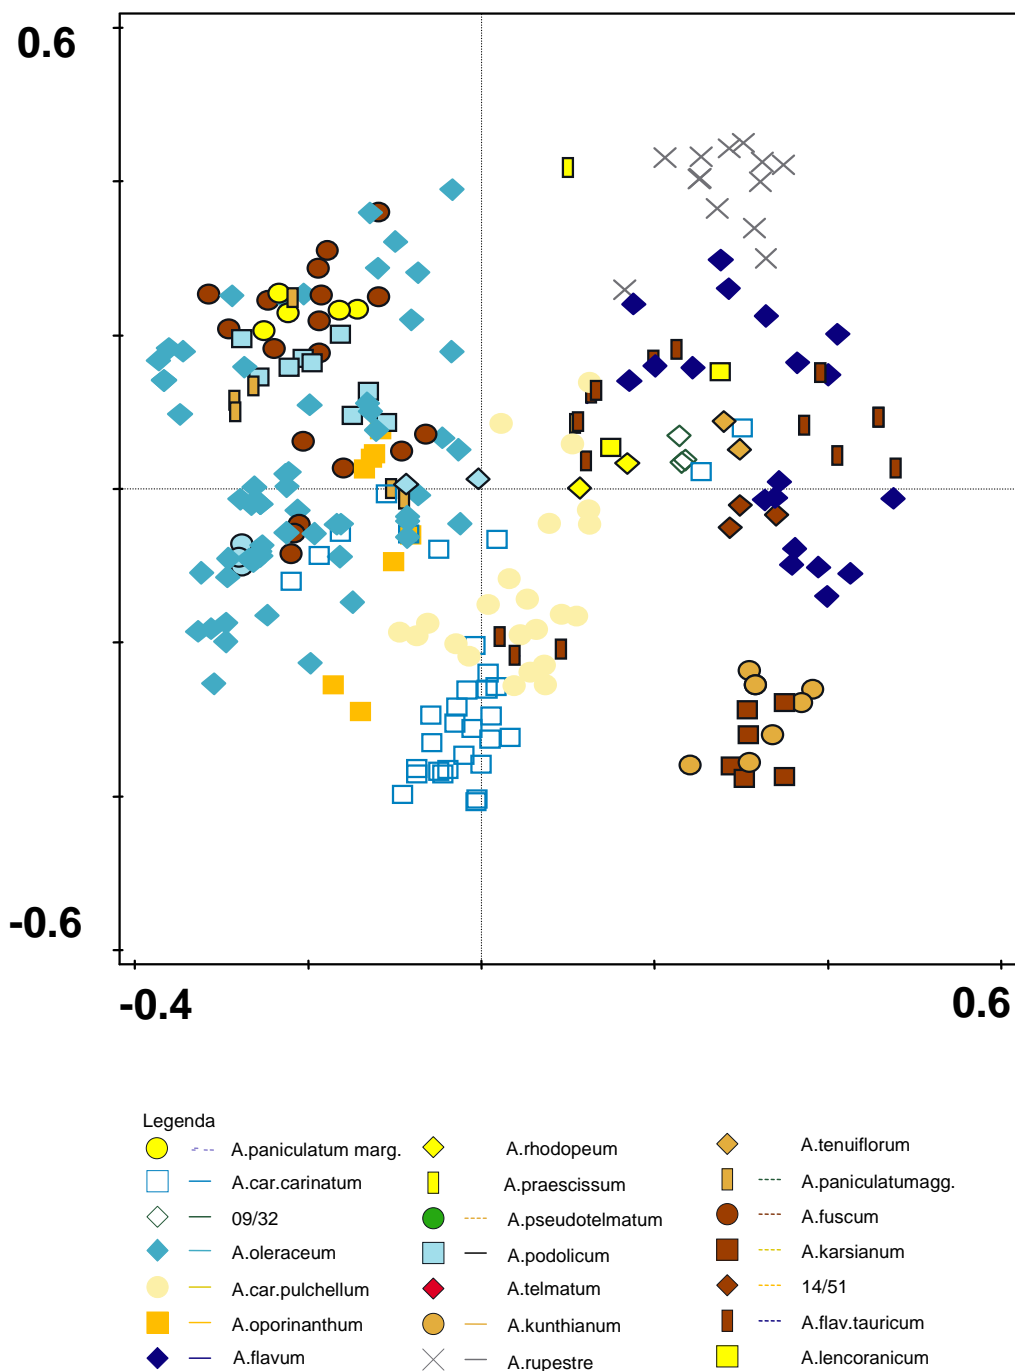 0.6
-0.6
-0.4
0.6
Legenda
A.paniculatum marg.
A.car.carinatum
09/32
A.oleraceum
A.car.pulchellum
A.oporinanthum
A.flavum
A.rhodopeum
A.praescissum
A.pseudotelmatum
A.podolicum
A.telmatum
A.kunthianum
A.rupestre
A.tenuiflorum
A.paniculatumagg.
A.fuscum
A.karsianum
14/51
A.flav.tauricum
A.lencoranicum